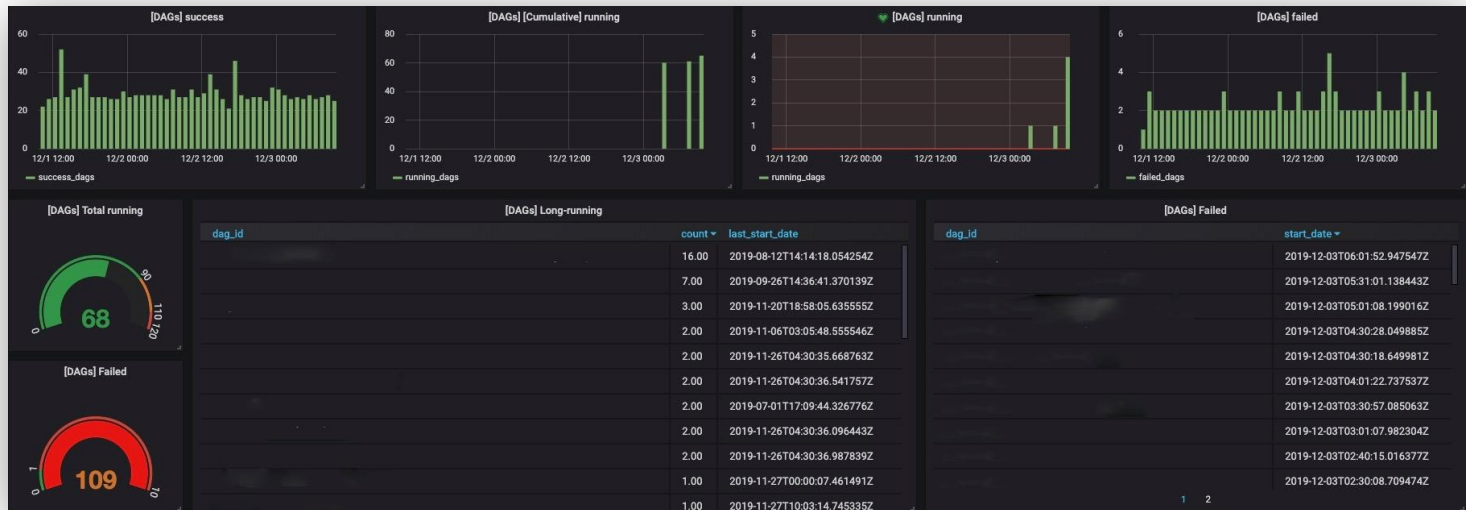 [DAGs] success
60
40
20
0
12/1 12:00 12/2 00:00 12/2 12:00 12/3 00:00
success_dags
[DAGs] [Cumulative] running
80
60
40
20
0
12/1 12:00 12/2 00:00 12/2 12:00 12/3 00:00
running_dags
[DAGs] running
5
4
3
2
1
0
12/1 12:00 12/2 00:00 12/2 12:00 12/3 00:00
running_dags
[DAGs] failed
6
4
2
0
12/1 12:00 12/2 00:00 12/2 12:00 12/3 00:00
failed_dags
[DAGs] Total running
0 90 110 120
68
[DAGs] Failed
0 1 10
109
[DAGs] Long-running
dag_id count last_start_date
16.00 2019-08-12T14:14:18.054254Z
7.00 2019-09-26T14:36:41.370139Z
3.00 2019-11-20T18:58:05.635555Z
2.00 2019-11-06T03:05:48.555546Z
2.00 2019-11-26T04:30:35.668763Z
2.00 2019-11-26T04:30:36.541757Z
2.00 2019-07-01T17:09:44.326776Z
2.00 2019-11-26T04:30:36.096443Z
2.00 2019-11-26T04:30:36.987839Z
1.00 2019-11-27T00:00:07.461491Z
1.00 2019-11-27T10:03:14.745335Z
[DAGs] Failed
dag_id start_date
2019-12-03T06:01:52.947547Z
2019-12-03T05:31:01.138443Z
2019-12-03T05:01:08.199016Z
2019-12-03T04:30:28.049885Z
2019-12-03T04:30:18.649981Z
2019-12-03T04:01:22.737537Z
2019-12-03T03:30:57.085063Z
2019-12-03T03:01:07.982304Z
2019-12-03T02:40:15.016377Z
2019-12-03T02:30:08.709474Z
1 2